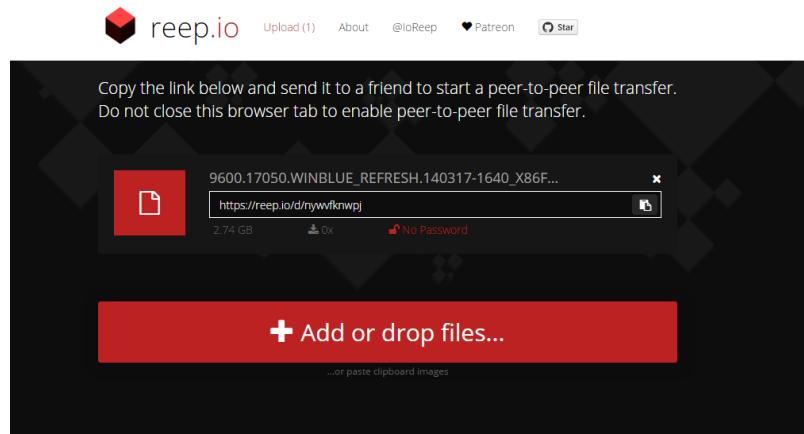 reep.io Upload (1) About @IoReep Patreon Star
Copy the link below and send it to a friend to start a peer-to-peer file transfer.
Do not close this browser tab to enable peer-to-peer file transfer.
9600.17050.WINBLUE_REFRESH.140317-1640_X86F...
https://reep.io/d/nywvfknwpj
2.74 GB 0x No Password
Add or drop files...
...or paste clipboard images